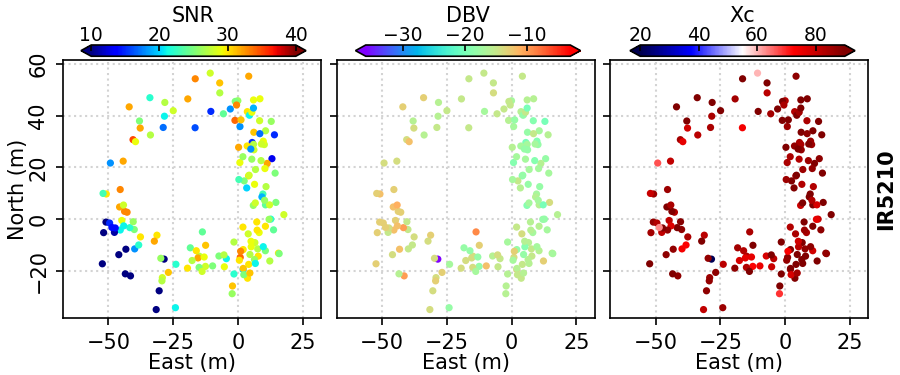 SNR DBV Xc
10 20 30 40 −30 −20 −10 20 40 60 80
60
40
20
0
−20
North (m)
IR5210
−50 −25 0 25 −50 −25 0 25 −50 −25 0 25
East (m) East (m) East (m)